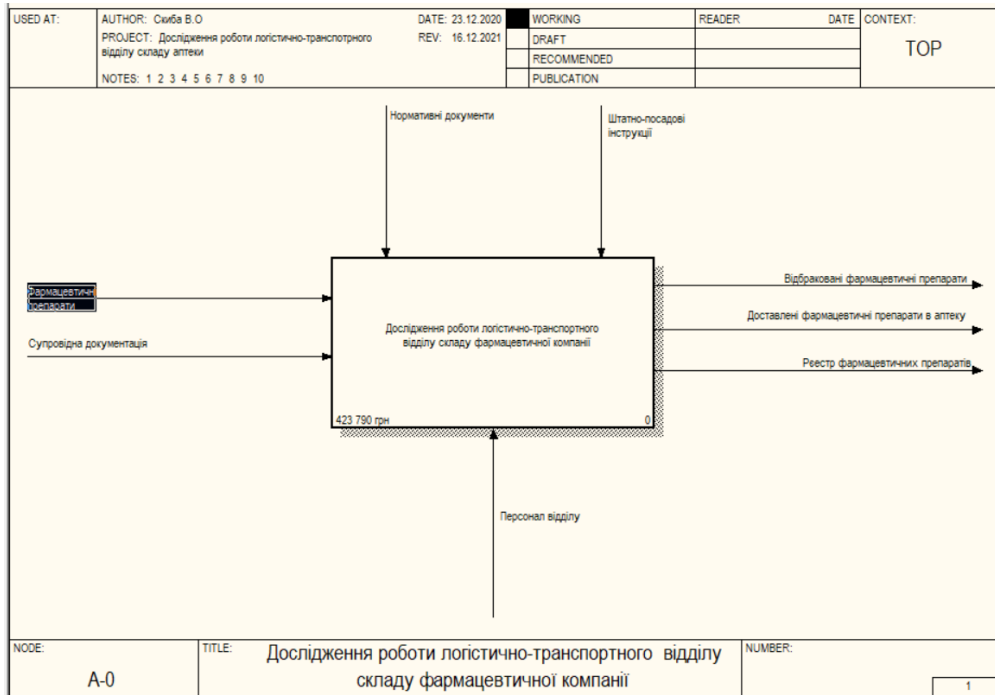 USED AT:
AUTHOR: Скиба В.О
DATE: 23.12.2020
WORKING
READER
DATE
CONTEXT:
PROJECT: Дослідження роботи логістично-транспотрного
REV: 16.12.2021
відділу складу аптеки
DRAFT
TOP
RECOMMENDED
NOTES: 1 2 3 4 5 6 7 8 9 10
PUBLICATION
Нормативні документи
Штатно-посадові
інструкції
Фармацевтичн
препарати
Супровідна документація
Дослідження роботи логістично-транспортного
відділу складу фармацевтичної компанії
423 790 грн
0
Відбраковані фармацевтичні препарати
Доставлені фармацевтичні препарати в аптеку
Реєстр фармацевтичних препаратів
Персонал відділу
NODE:
A-0
TITLE:
Дослідження роботи логістично-транспортного відділу
складу фармацевтичної компанії
NUMBER:
1